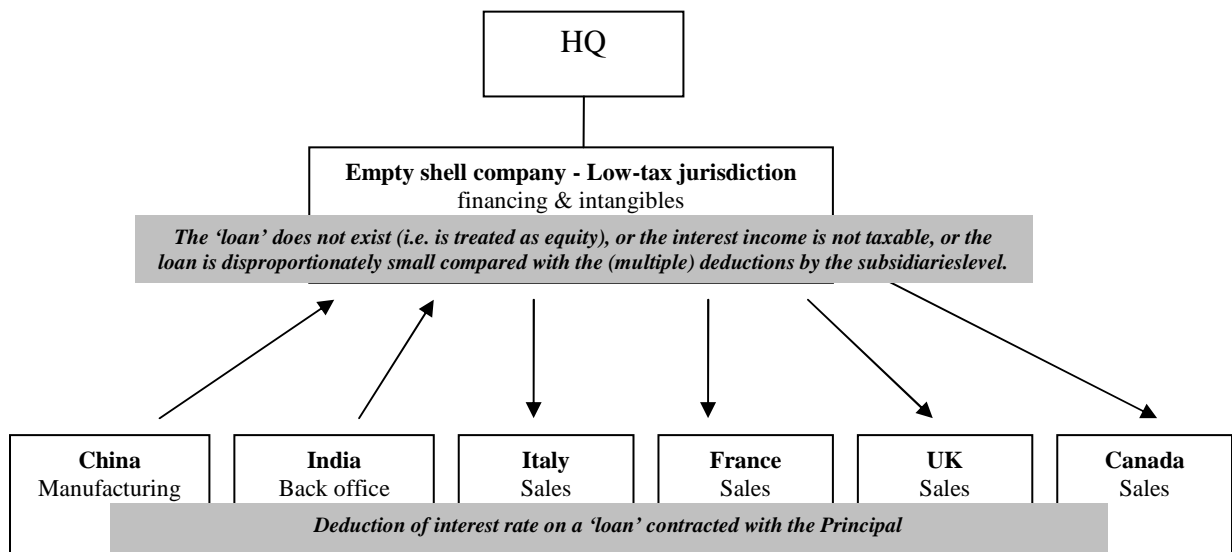 HQ
Empty shell company - Low-tax jurisdiction
financing & intangibles
The ‘loan’ does not exist (i.e. is treated as equity), or the interest income is not taxable, or the
loan is disproportionately small compared with the (multiple) deductions by the subsidiarieslevel.
China
Manufacturing
India
Back office
Italy
Sales
France
Sales
UK
Sales
Canada
Sales
Deduction of interest rate on a ‘loan’ contracted with the Principal